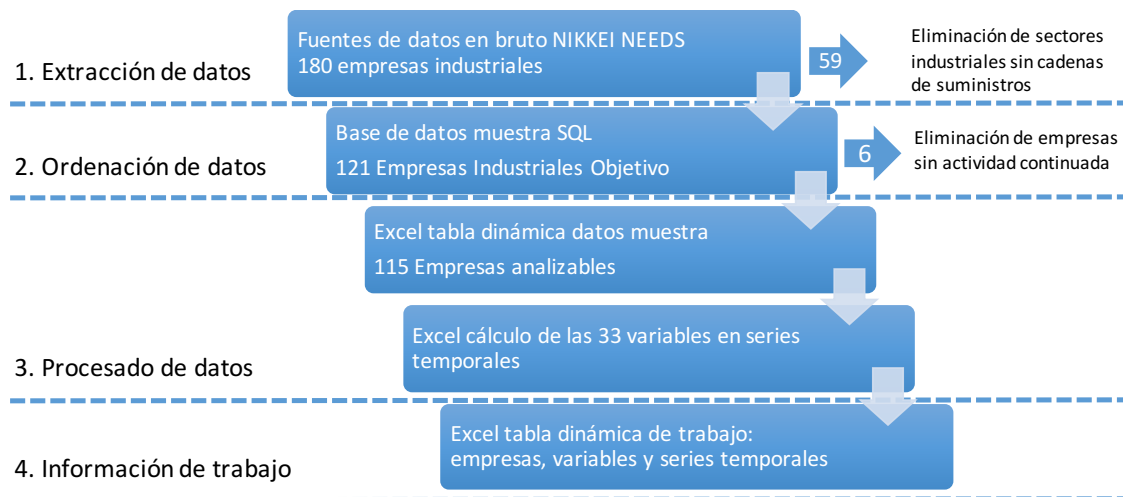 1. Extracción de datos
Fuentes de datos en bruto NIKKEI NEEDS
180 empresas industriales
59
Eliminación de sectores
industriales sin cadenas
de suministros
2. Ordenación de datos
Base de datos muestra SQL
121 Empresas Industriales Objetivo
6
Eliminación de empresas
sin actividad continuada
Excel tabla dinámica datos muestra
115 Empresas analizables
3. Procesado de datos
Excel cálculo de las 33 variables en series
temporales
4. Información de trabajo
Excel tabla dinámica de trabajo:
empresas, variables y series temporales